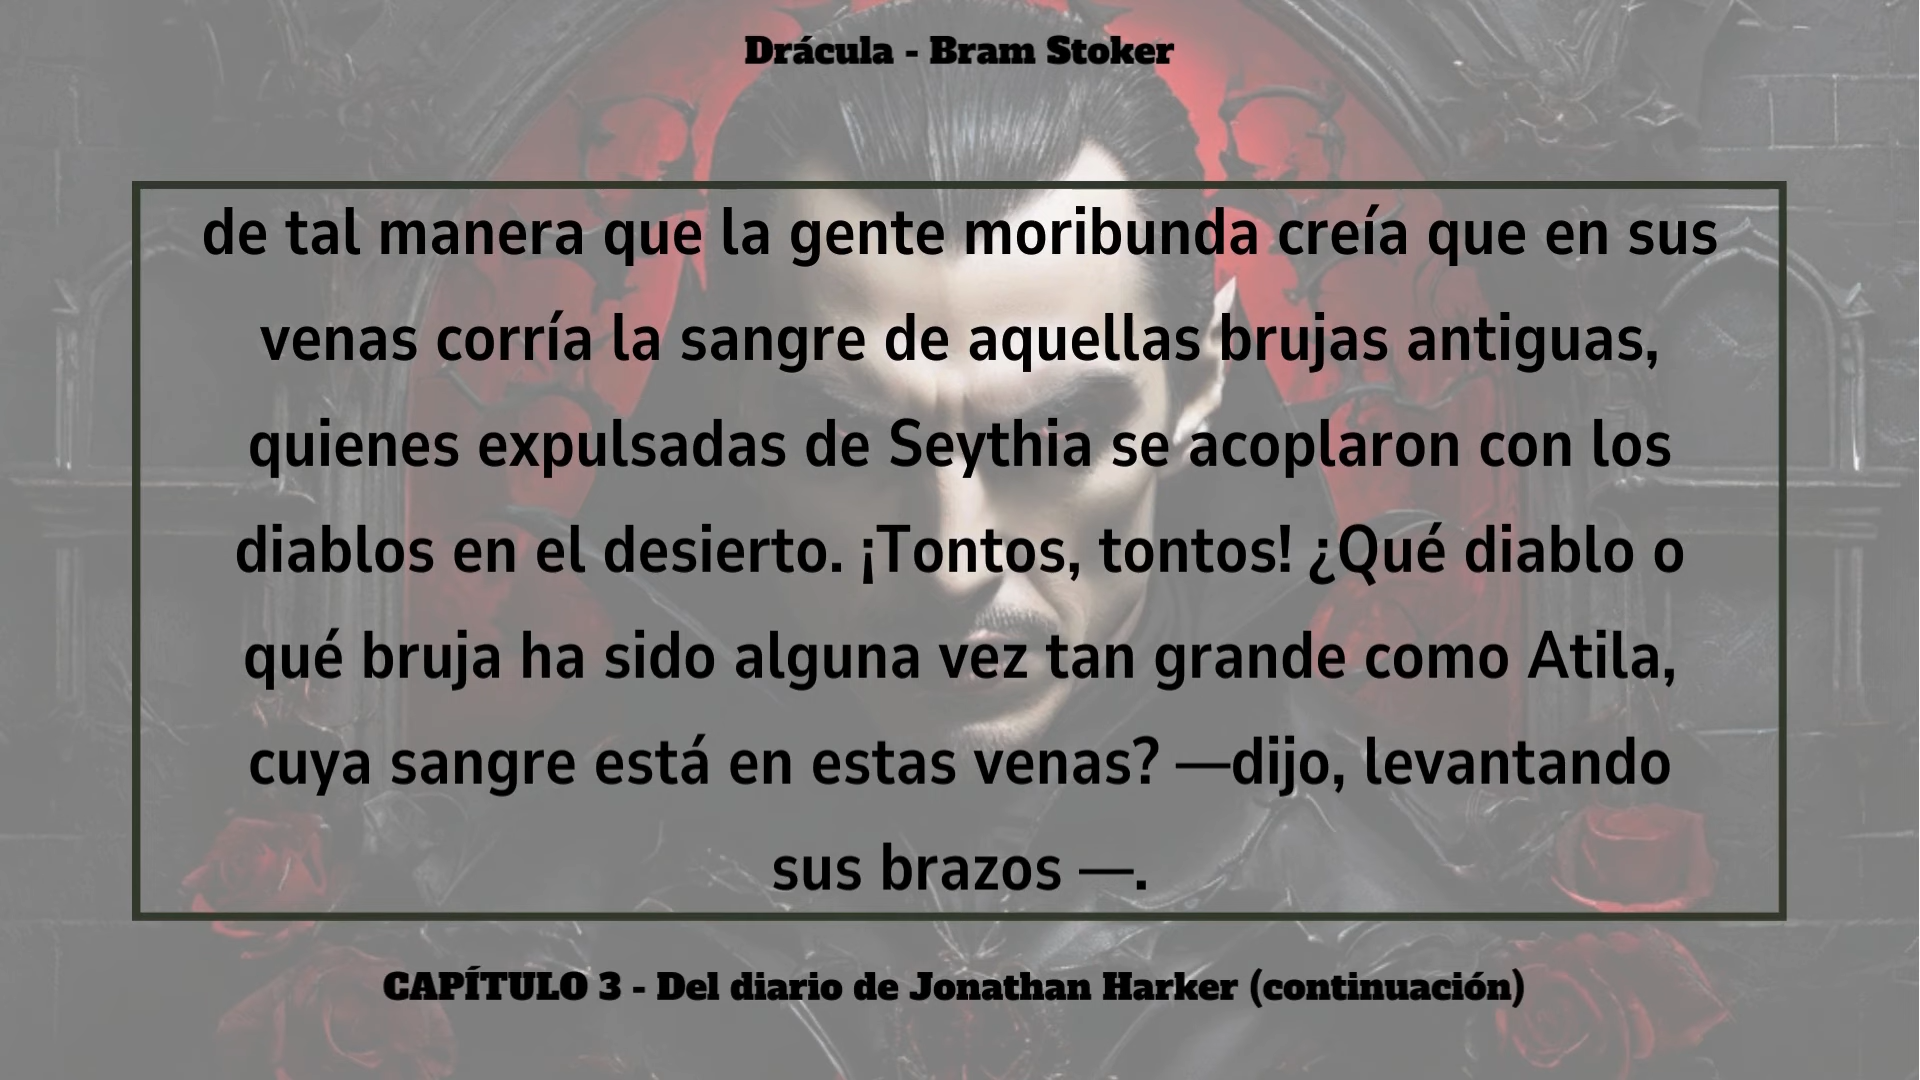 Drácula - Bram Stoker
de tal manera que la gente moribunda creía que en sus
venas corría la sangre de aquellas brujas antiguas,
quienes expulsadas de Seythia se acoplaron con los
diablos en el desierto. ¡Tontos, tontos! ¿Qué diablo o
qué bruja ha sido alguna vez tan grande como Atila,
cuya sangre está en estas venas? —dijo, levantando
sus brazos —.
CAPÍTULO 3 - Del diario de Jonathan Harker (continuación)